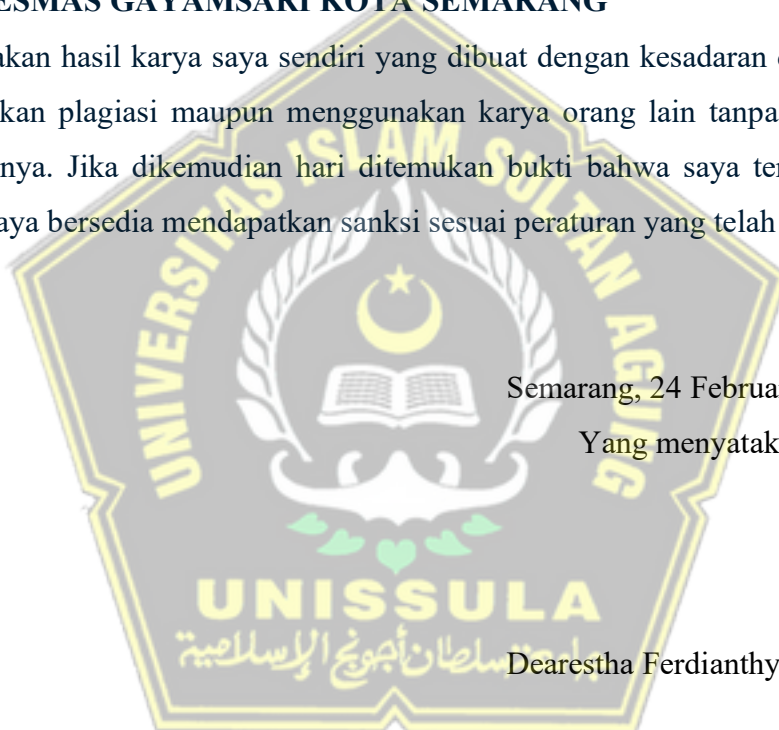 ESMAS GAYAMSARI KOTA SEMARANG
akan hasil karya saya sendiri yang dibuat dengan kesadaran
kan plagiasi maupun menggunakan karya orang lain tanpa
nya. Jika dikemudian hari ditemukan bukti bahwa saya ter
aya bersedia mendapatkan sanksi sesuai peraturan yang telah
UNIVERSITAS ISLAM SULTAN AGUNG
Semarang, 24 Februa
Yang menyatak
UNISSULA
جامعة سلطان أجونج الإسلامية
Dearestha Ferdianthy